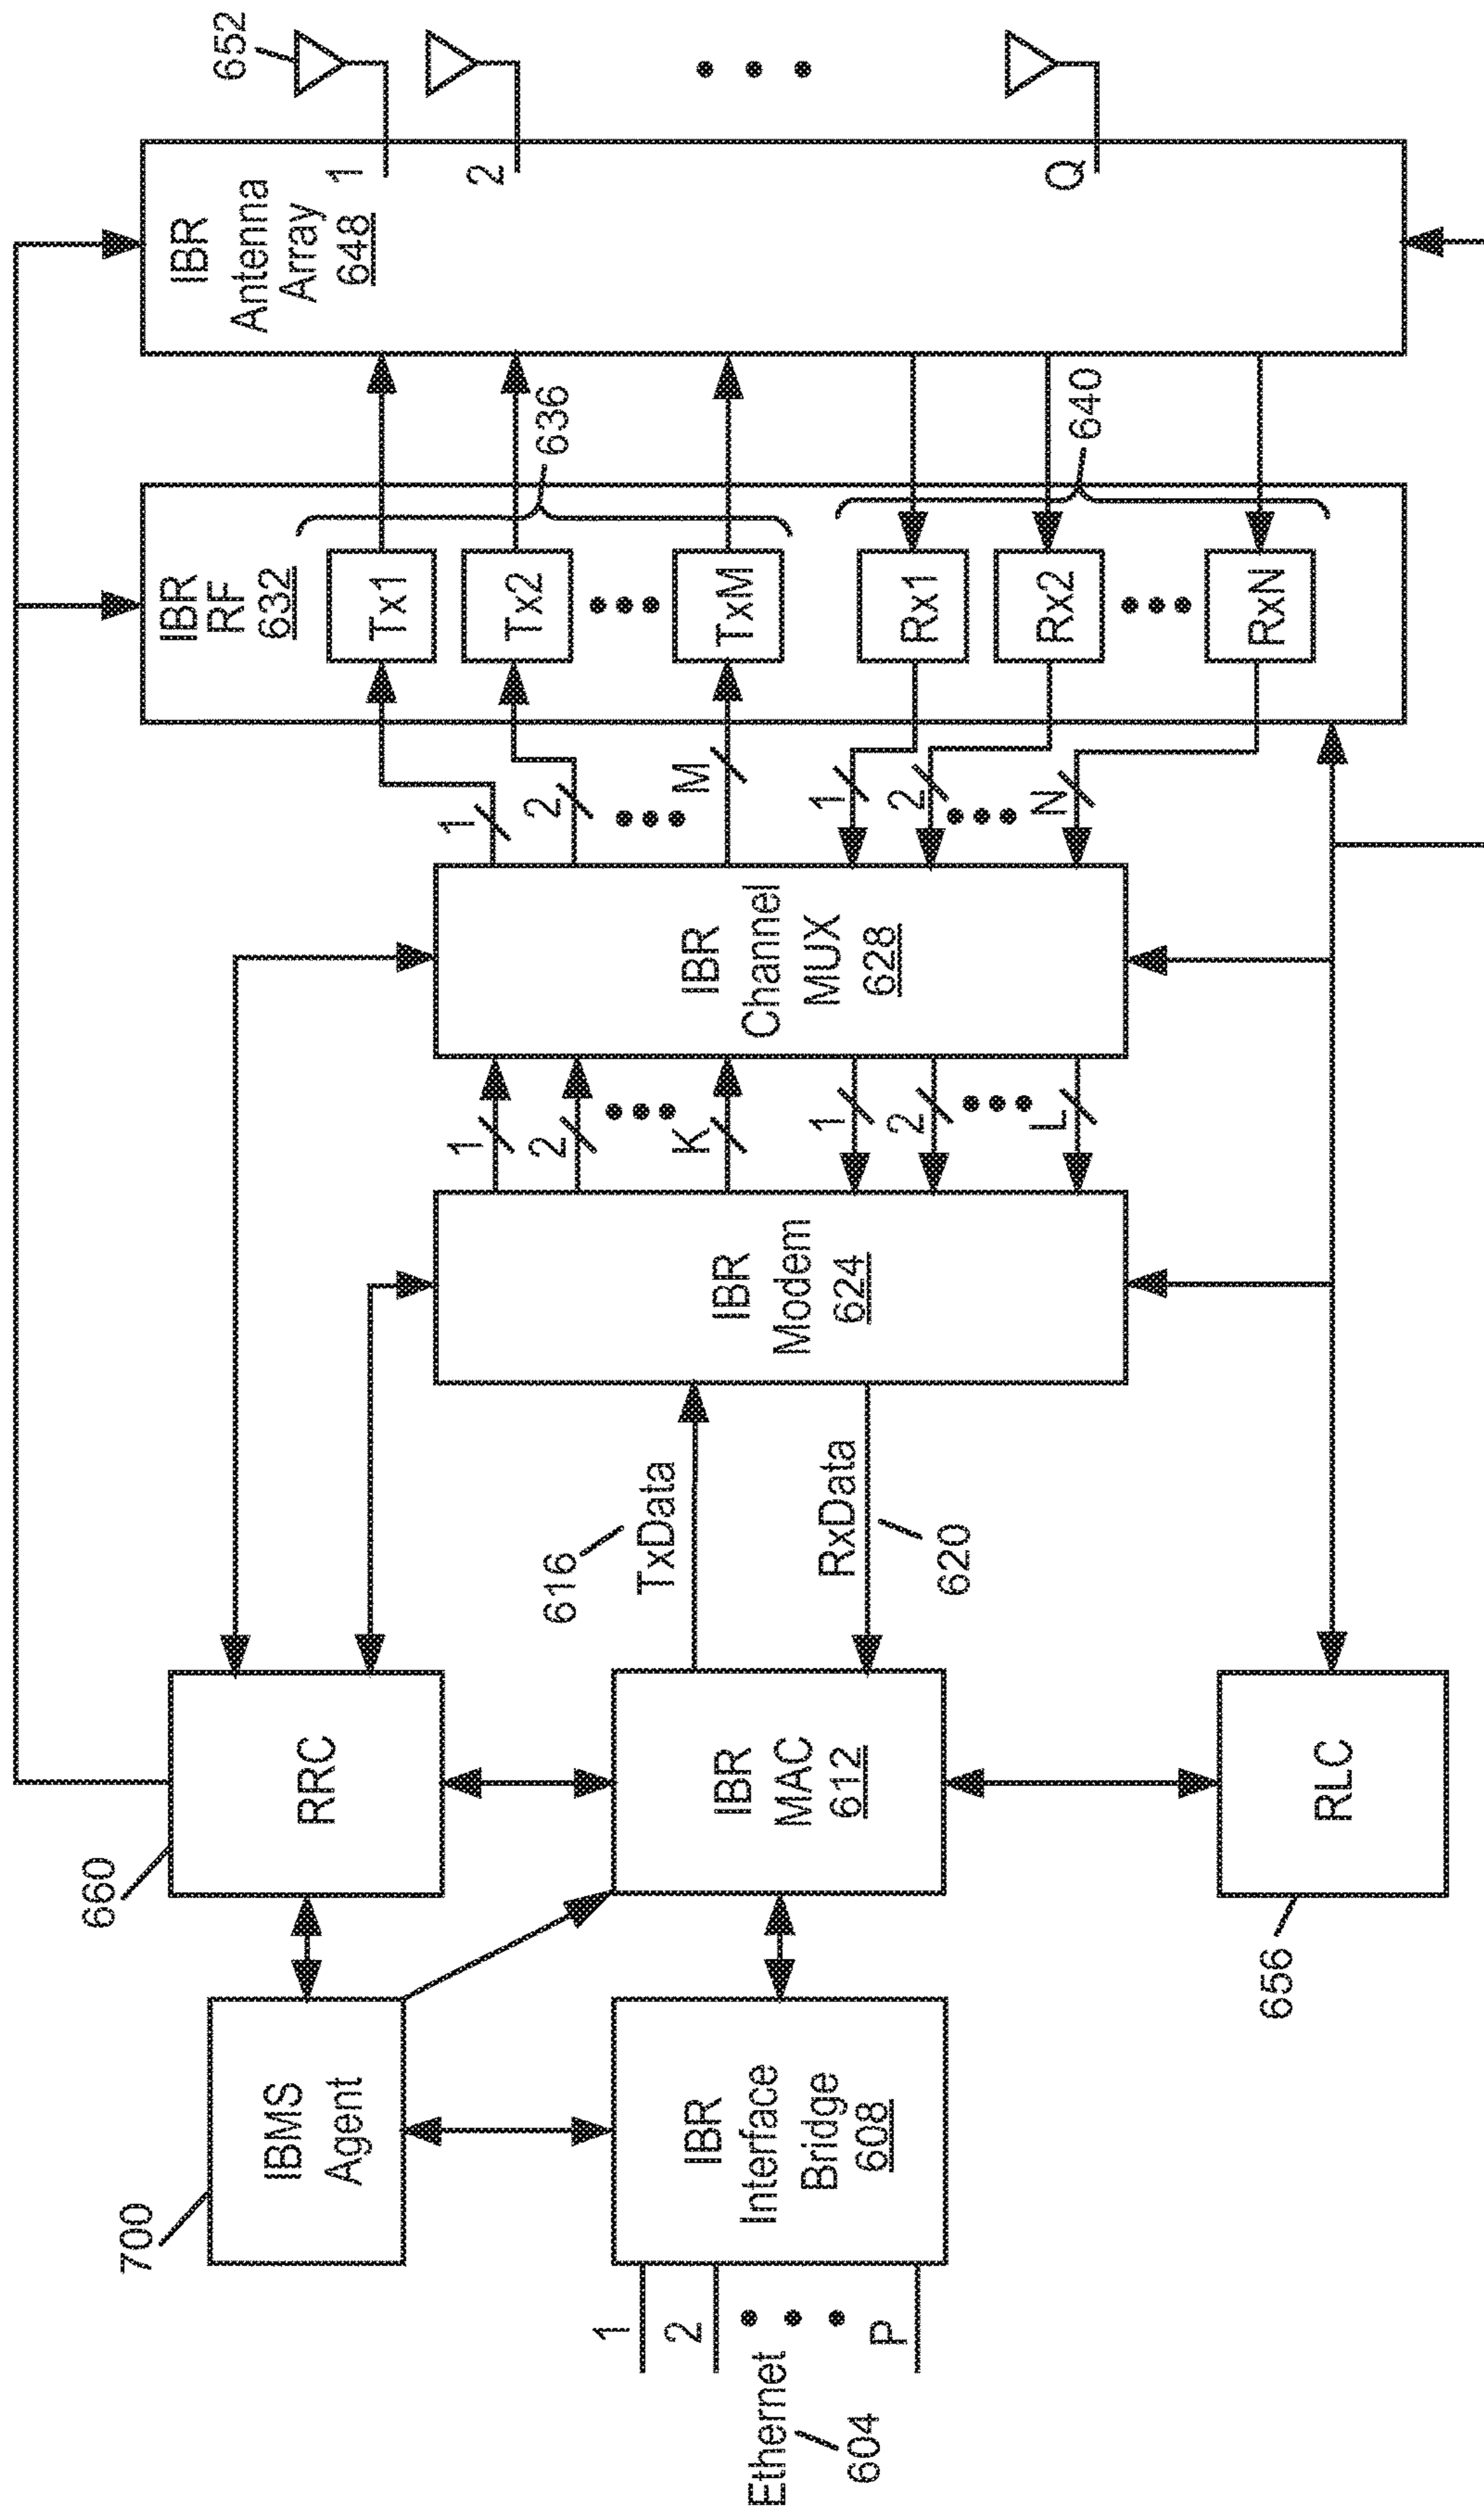 652
IBR
Antenna
Array
648
1
2
Q
IBR
RF
632
Tx1
Tx2
TxM
Rx1
Rx2
RxN
636
640
1
2
M
1
2
N
IBR
Channel
MUX
628
1
2
K
1
2
L
IBR
Modem
624
616
TxData
RxData
620
660
RRC
IBR
MAC
612
RLC
656
700
IBMS
Agent
IBR
Interface
Bridge
608
1
2
P
Ethernet
604